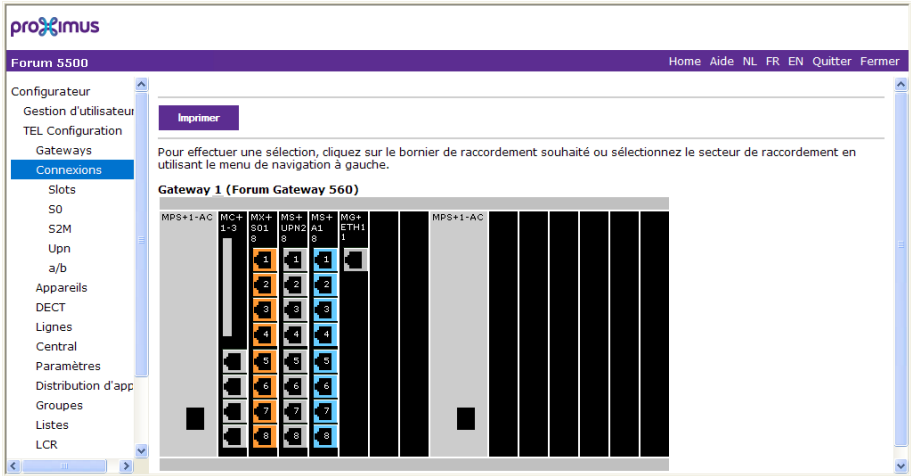 proximus
Forum 5500
Home Aide NL FR EN Quitter Fermer
Configurateur
Gestion d'utilisateur
TEL Configuration
Gateways
Connexions
Slots
S0
S2M
Upn
a/b
Appareils
DECT
Lignes
Central
Paramètres
Distribution d'app
Groupes
Listes
LCR
Imprimer
Pour effectuer une sélection, cliquez sur le bornier de raccordement souhaité ou sélectionnez le secteur de raccordement en
utilisant le menu de navigation à gauche.
Gateway 1 (Forum Gateway 560)
MPS+1-AC MC+ MX+ MS+ MS+ MG+ MPS+1-AC
1-3 S01 UPN2 A1 ETH1
8 8 8 1
1 1 1
2 2 2
3 3 3
4 4 4
5 5 5
6 6 6
7 7 7
8 8 8